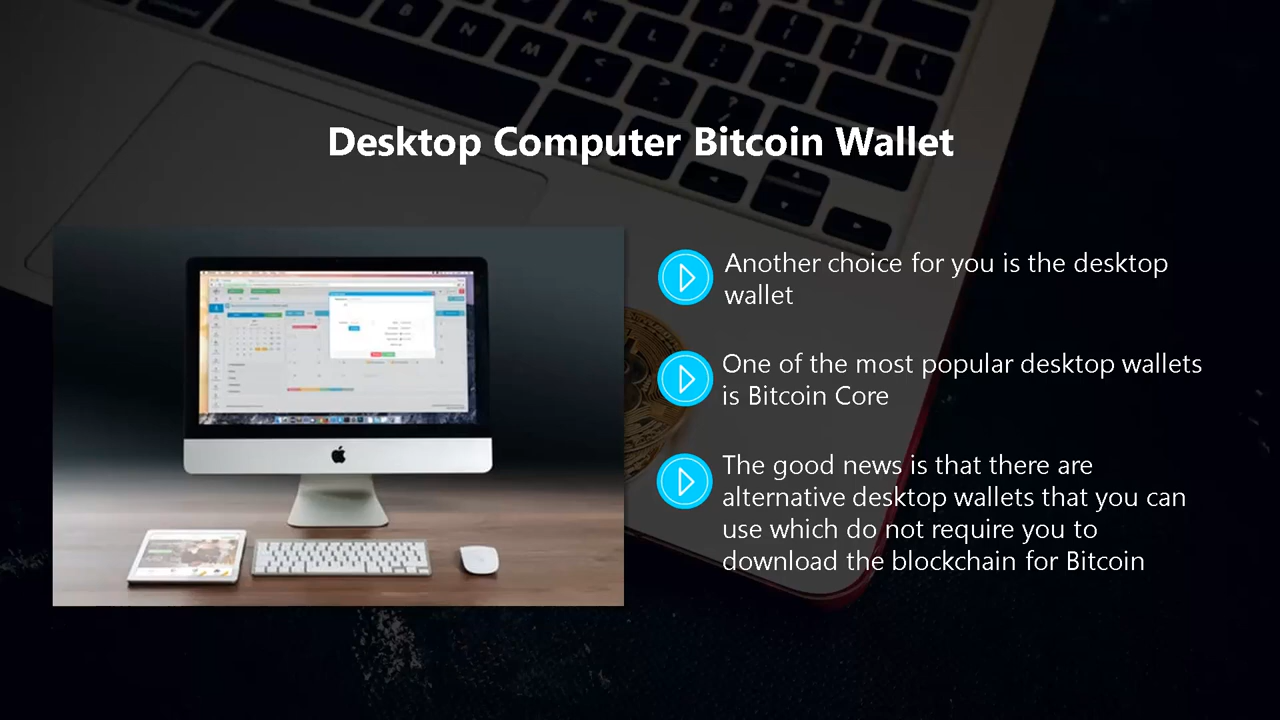 Desktop Computer Bitcoin Wallet
Another choice for you is the desktop
wallet
One of the most popular desktop wallets
is Bitcoin Core
The good news is that there are
alternative desktop wallets that you can
use which do not require you to
download the blockchain for Bitcoin